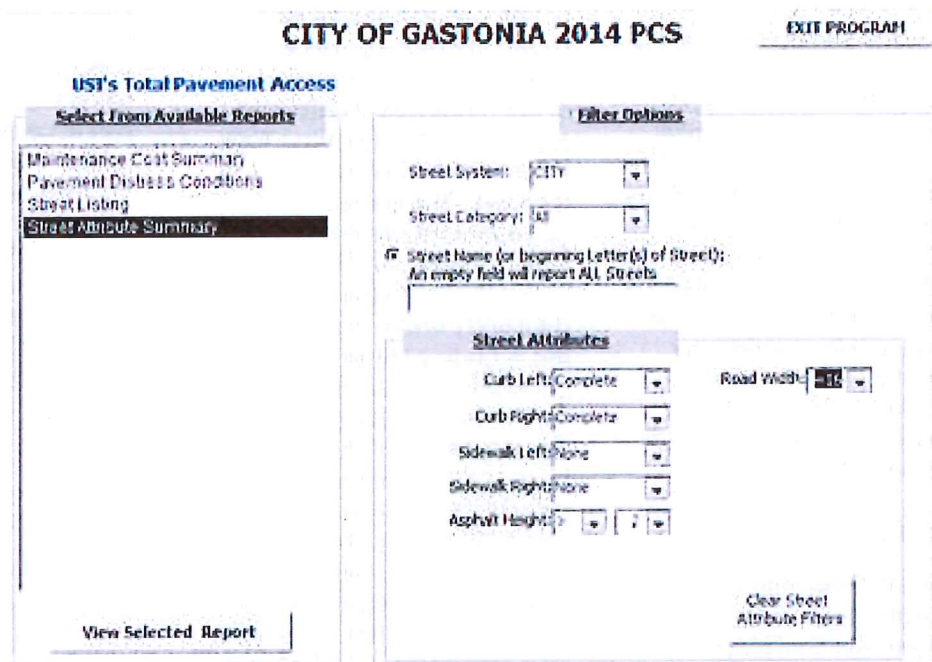 CITY OF GASTONIA 2014 PCS
EXIT PROGRAM
USI's Total Pavement Access
Select From Available Reports
Maintenance Cost Summary
Pavement Distress Conditions
Street Listing
Street Attribute Summary
View Selected Report
Filter Options
Street System: CITY
Street Category: All
Street Name (or beginning Letter(s) of Street):
An empty field will report ALL Streets
Street Attributes
Curb Left: Complete
Road Width:
Curb Right: Complete
Sidewalk Left: None
Sidewalk Right: None
Asphalt Height: >
Clear Street
Attribute Filters